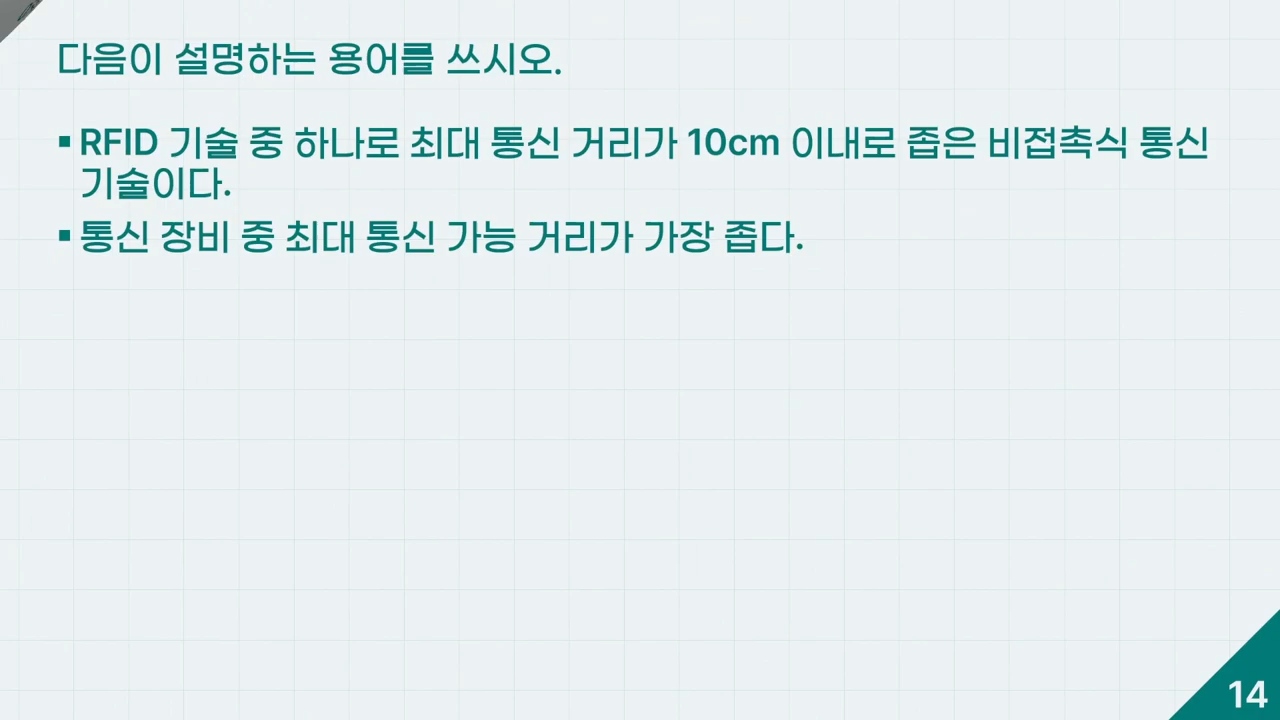 다음이 설명하는 용어를 쓰시오.
▪ RFID 기술 중 하나로 최대 통신 거리가 10cm 이내로 좁은 비접촉식 통신
기술이다.
▪ 통신 장비 중 최대 통신 가능 거리가 가장 좁다.
14